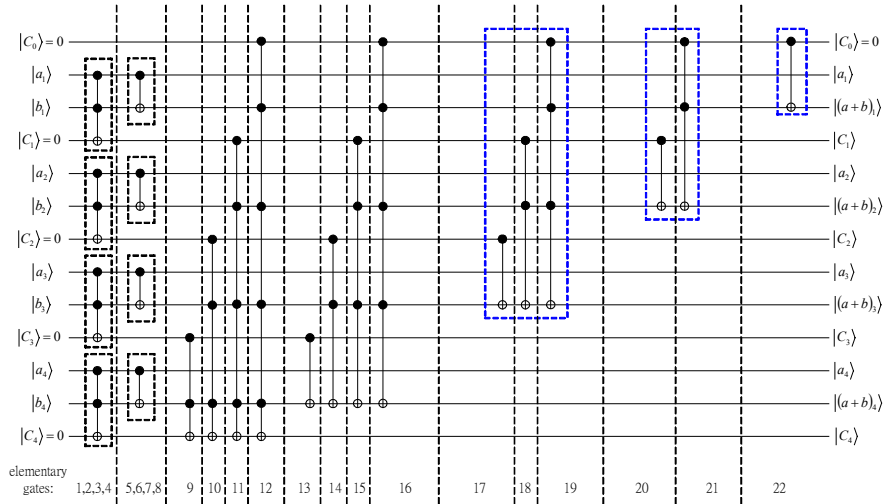 |C₀⟩ = 0 |C₀⟩ = 0
|a₁⟩ |a₁⟩
|b₁⟩ |(a+b)₁⟩
|C₁⟩ = 0 |C₁⟩
|a₂⟩ |a₂⟩
|b₂⟩ |(a+b)₂⟩
|C₂⟩ = 0 |C₂⟩
|a₃⟩ |a₃⟩
|b₃⟩ |(a+b)₃⟩
|C₃⟩ = 0 |C₃⟩
|a₄⟩ |a₄⟩
|b₄⟩ |(a+b)₄⟩
|C₄⟩ = 0 |C₄⟩
elementary
gates: 1,2,3,4 5,6,7,8 9 10 11 12 13 14 15 16 17 18 19 20 21 22